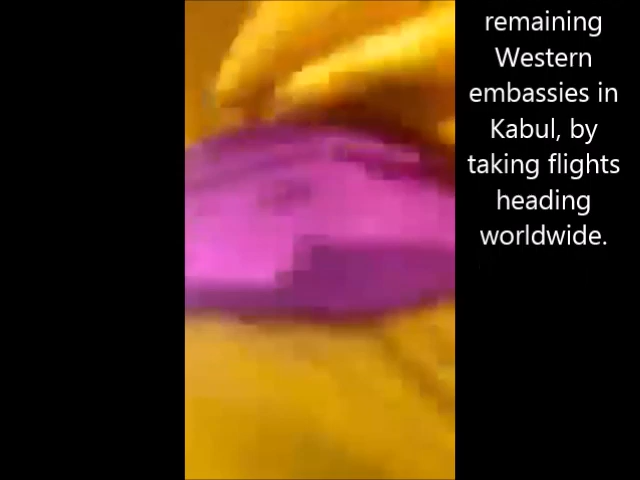 remaining
Western
embassies in
Kabul, by
taking flights
heading
worldwide.